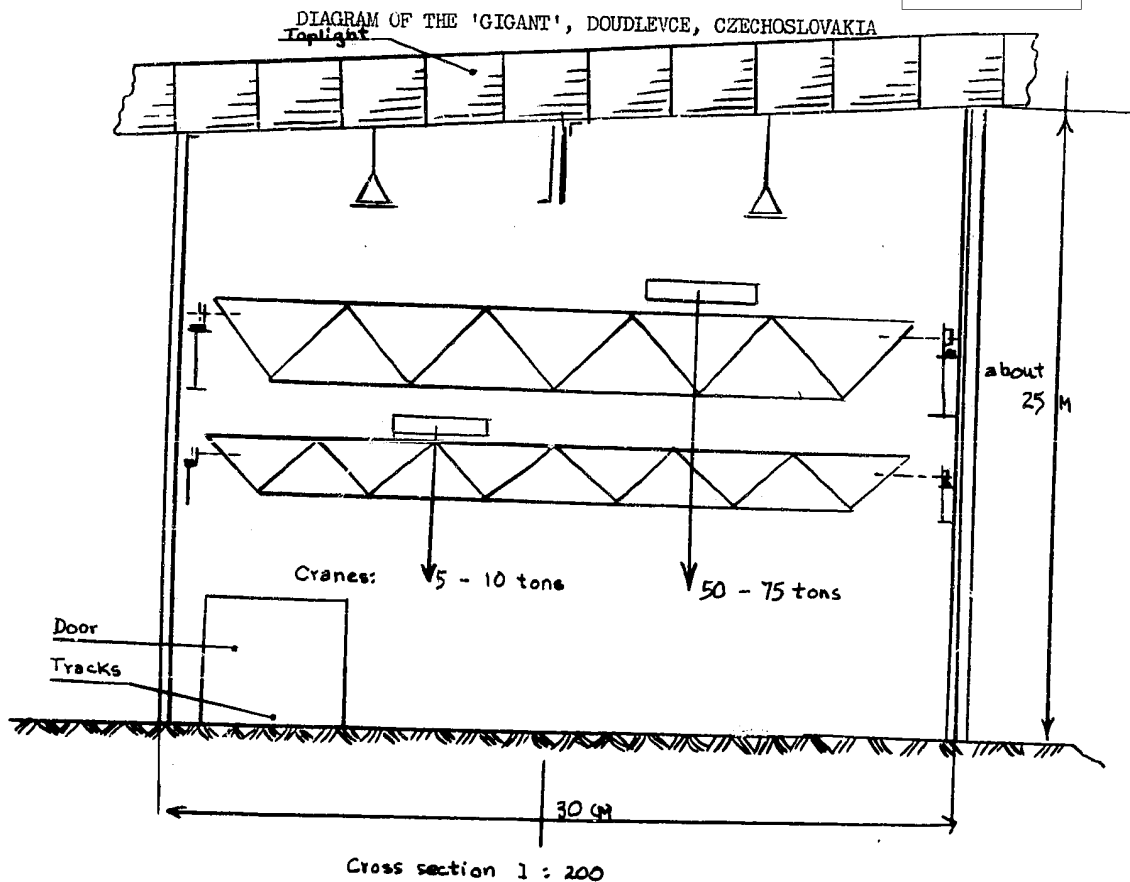 DIAGRAM OF THE 'GIGANT', DOUDLEVCE, CZECHOSLOVAKIA
Toplight
about
25 M
Cranes:
5 - 10 tons
50 - 75 tons
Door
Tracks
30 M
Cross section 1 : 200